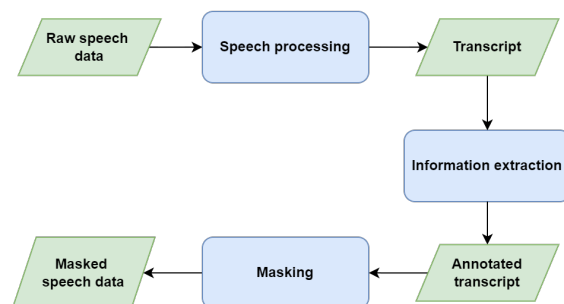 Raw speech
data
Speech processing
Transcript
Information extraction
Annotated
transcript
Masking
Masked
speech data